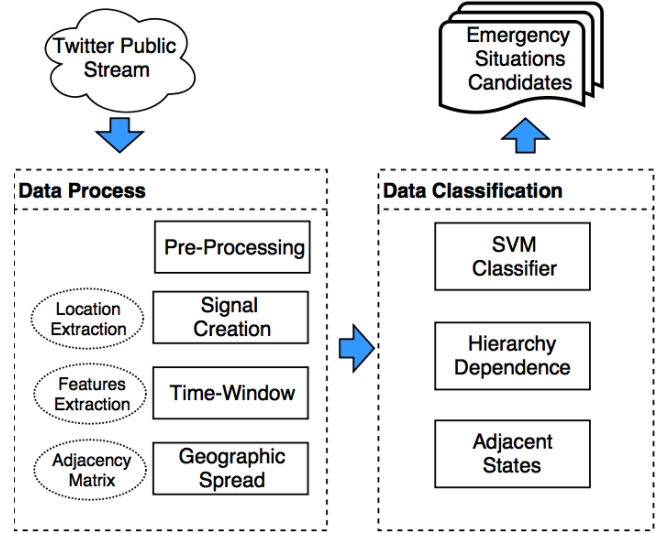 Twitter Public
Stream
Emergency
Situations
Candidates
Data Process
Pre-Processing
Location
Extraction
Signal
Creation
Features
Extraction
Time-Window
Adjacency
Matrix
Geographic
Spread
Data Classification
SVM
Classifier
Hierarchy
Dependence
Adjacent
States